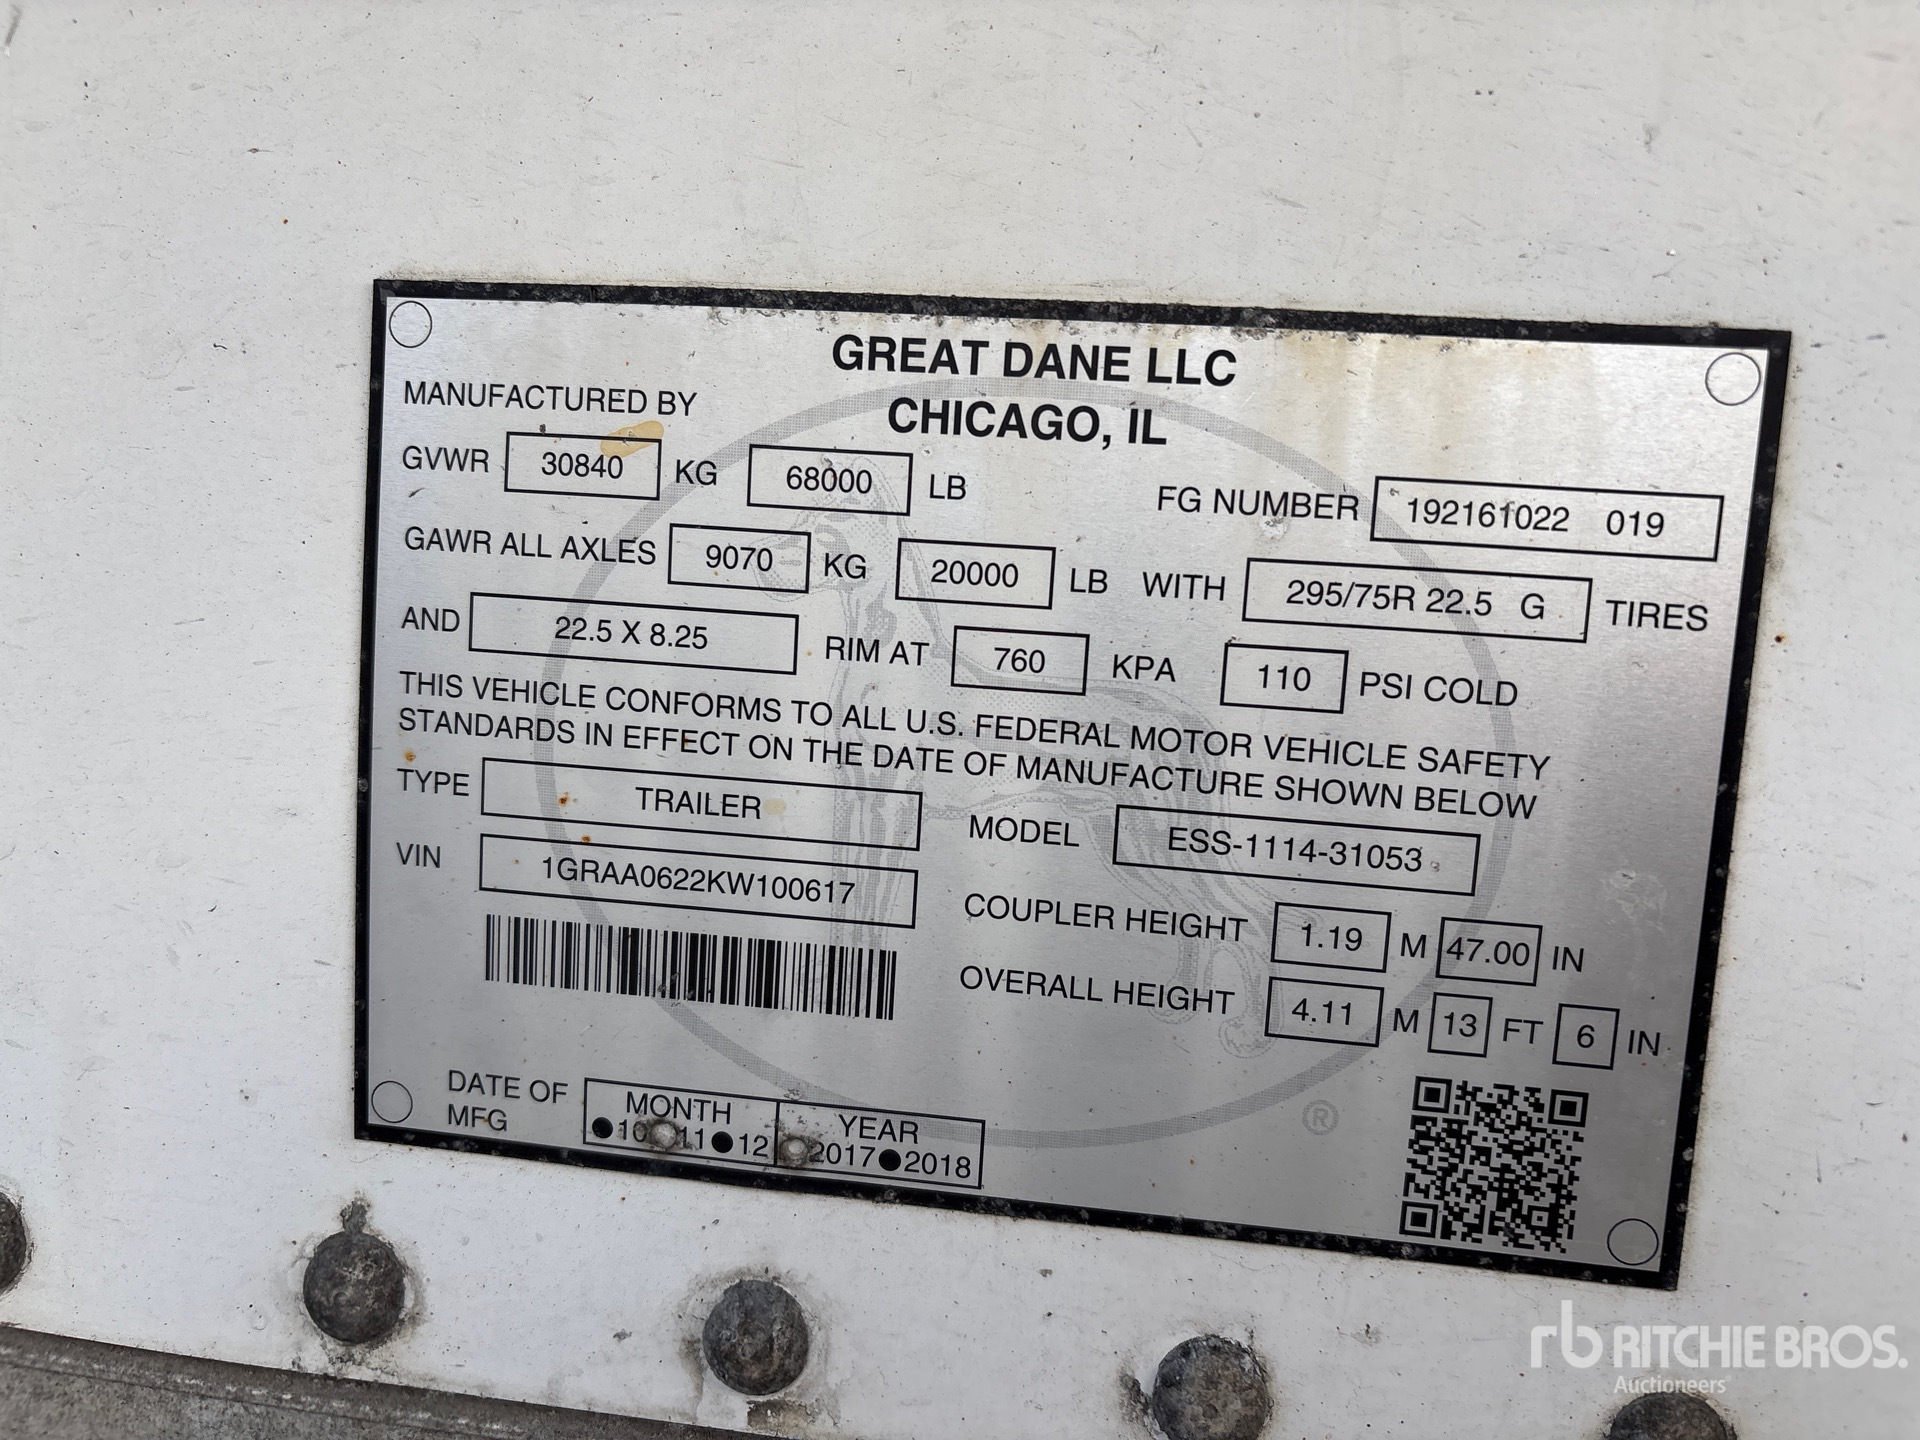 GREAT DANE LLC
MANUFACTURED BY CHICAGO, IL
GVWR 30840 KG 68000 LB FG NUMBER 192161022 019
GAWR ALL AXLES 9070 KG 20000 LB WITH 295/75R 22.5 G TIRES
AND 22.5 X 8.25 RIM AT 760 KPA 110 PSI COLD
THIS VEHICLE CONFORMS TO ALL U.S. FEDERAL MOTOR VEHICLE SAFETY
STANDARDS IN EFFECT ON THE DATE OF MANUFACTURE SHOWN BELOW
TYPE TRAILER MODEL ESS-1114-31053
VIN 1GRAA0622KW100617
COUPLER HEIGHT 1.19 M 47.00 IN
OVERALL HEIGHT 4.11 M 13 FT 6 IN
DATE OF MFG
MONTH YEAR
10 11 12 2017 2018
®
rb RITCHIE BROS.
Auctioneers